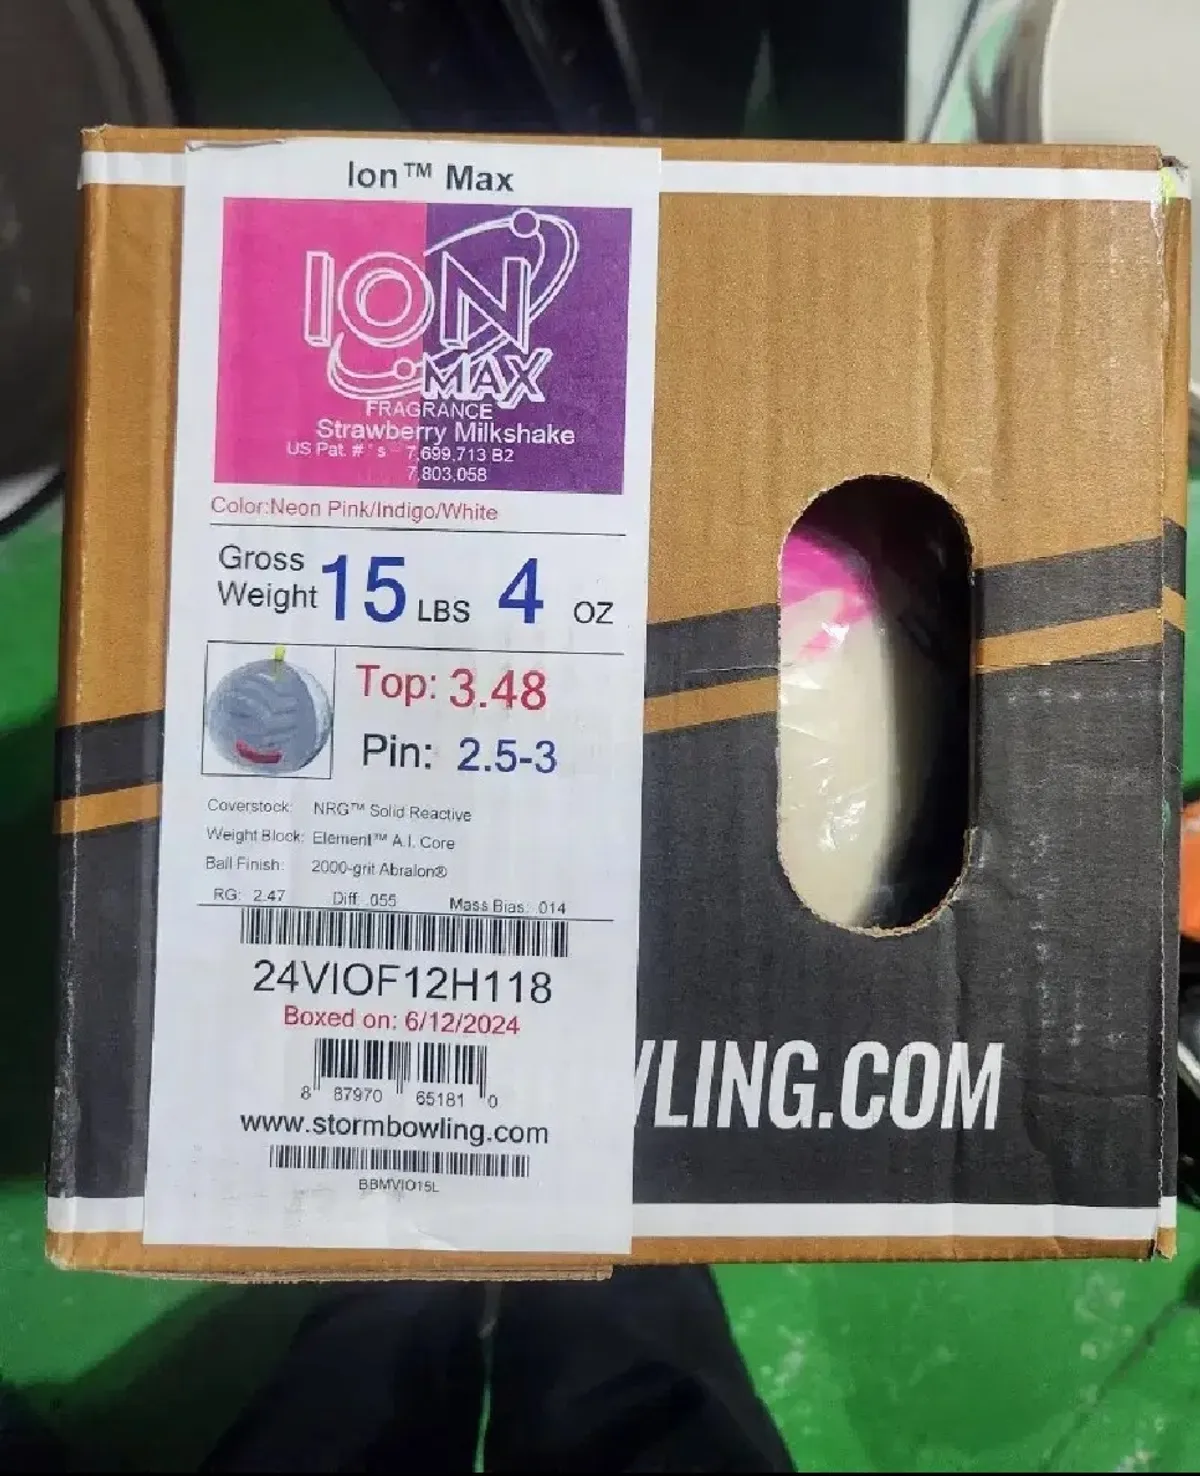 Ion™ Max
ION
MAX
FRAGRANCE
Strawberry Milkshake
US Pat. #'s 7,699,713 B2
7,803,058
Color:Neon Pink/Indigo/White
Gross Weight 15 LBS 4 OZ
Top: 3.48
Pin: 2.5-3
Coverstock: NRG™ Solid Reactive
Weight Block: Element™ A.I. Core
Ball Finish: 2000-grit Abralon®
RG: 2.47 Diff: .055 Mass Bias: .014
24VIOF12H118
Boxed on: 6/12/2024
8 87970 65181 0
www.stormbowling.com
BBMVIO15L
WLING.COM